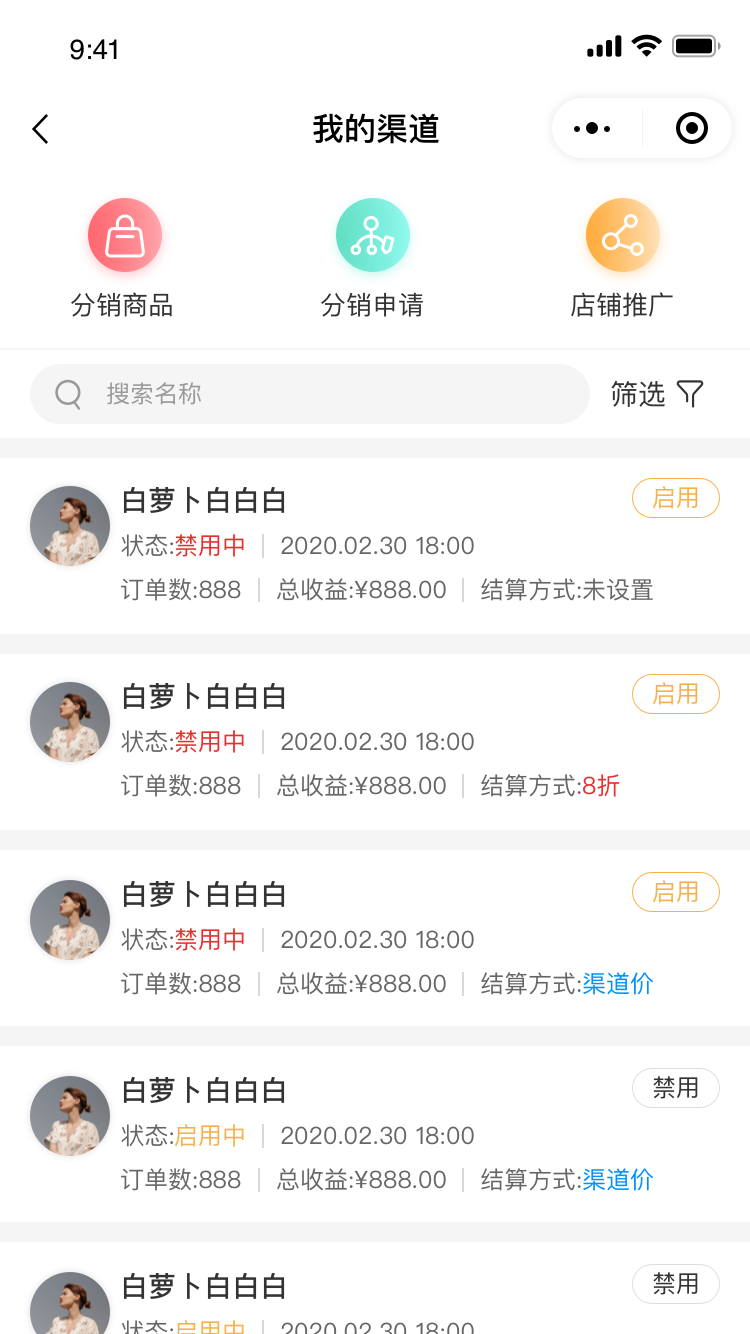 9:41
我的渠道
分销商品 分销申请 店铺推广
搜索名称 筛选
白萝卜白白白 启用
状态:禁用中 2020.02.30 18:00
订单数:888 总收益:¥888.00 结算方式:未设置
白萝卜白白白 启用
状态:禁用中 2020.02.30 18:00
订单数:888 总收益:¥888.00 结算方式:8折
白萝卜白白白 启用
状态:禁用中 2020.02.30 18:00
订单数:888 总收益:¥888.00 结算方式:渠道价
白萝卜白白白 禁用
状态:启用中 2020.02.30 18:00
订单数:888 总收益:¥888.00 结算方式:渠道价
白萝卜白白白 禁用
状态:启用中 2020.02.30 18:00